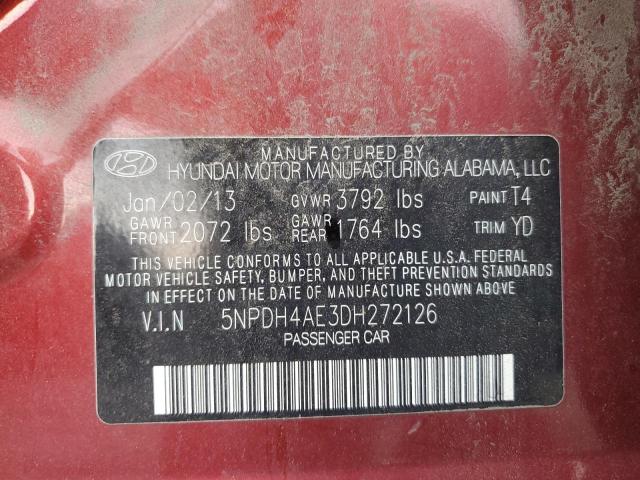 MANUFACTURED BY
HYUNDAI MOTOR MANUFACTURING ALABAMA, LLC
Jan/02/13 GVWR 3792 lbs PAINT T4
GAWR FRONT 2072 lbs GAWR REAR 1764 lbs TRIM YD
THIS VEHICLE CONFORMS TO ALL APPLICABLE U.S.A. FEDERAL
MOTOR VEHICLE SAFETY, BUMPER, AND THEFT PREVENTION STANDARDS
IN EFFECT ON THE DATE OF MANUFACTURE SHOWN ABOVE.
V.I.N 5NPDH4AE3DH272126
PASSENGER CAR